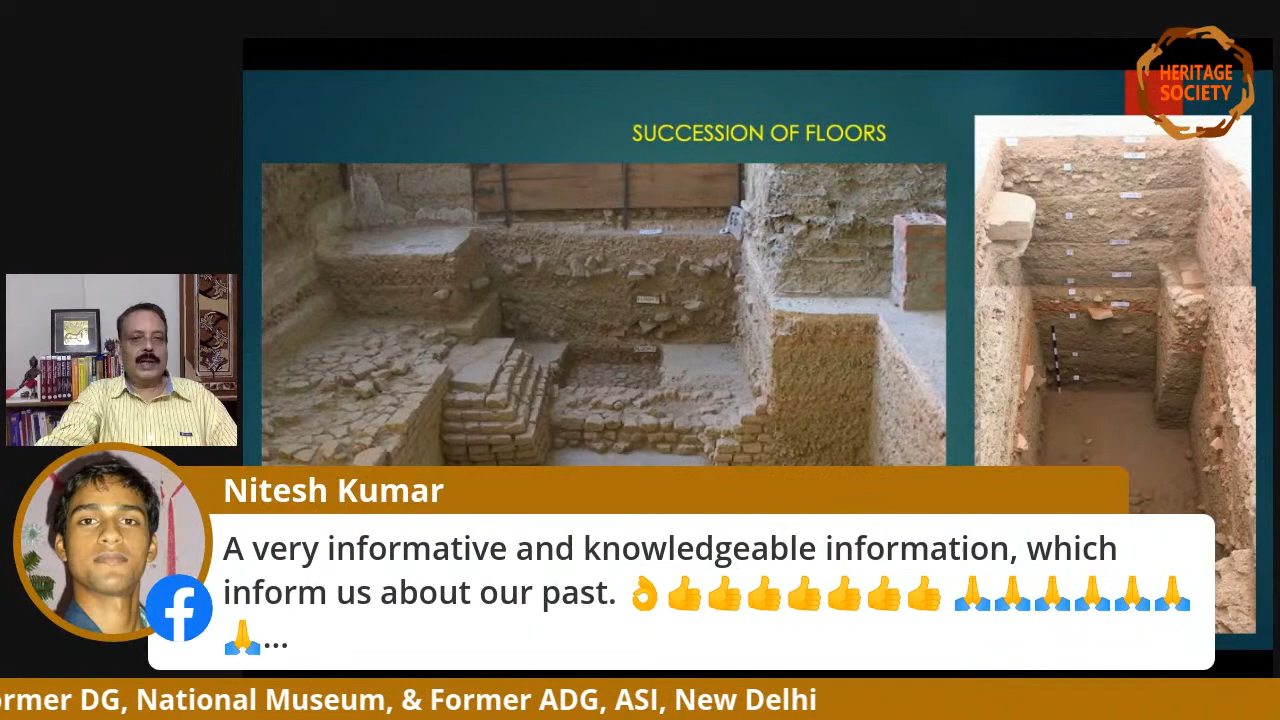 HERITAGE
SOCIETY
SUCCESSION OF FLOORS
Nitesh Kumar
A very informative and knowledgeable information, which
inform us about our past. 👌👍👍👍👍👍👍👍 🙏🙏🙏🙏🙏🙏
🙏...
ormer DG, National Museum, & Former ADG, ASI, New Delhi